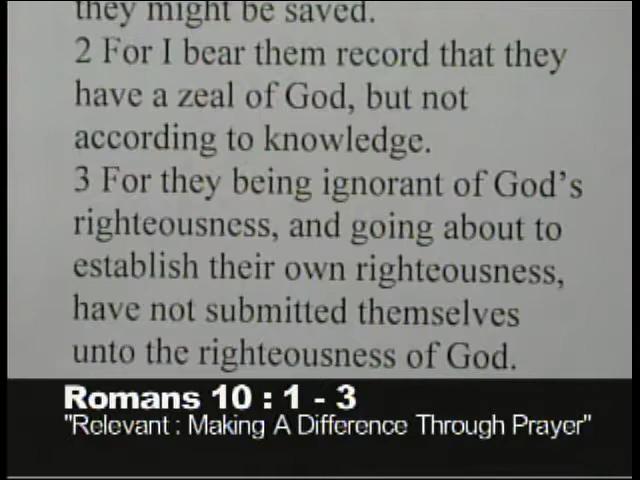 they might be saved.
2 For I bear them record that they
have a zeal of God, but not
according to knowledge.
3 For they being ignorant of God's
righteousness, and going about to
establish their own righteousness,
have not submitted themselves
unto the righteousness of God.
Romans 10 : 1 - 3
"Relevant : Making A Difference Through Prayer"